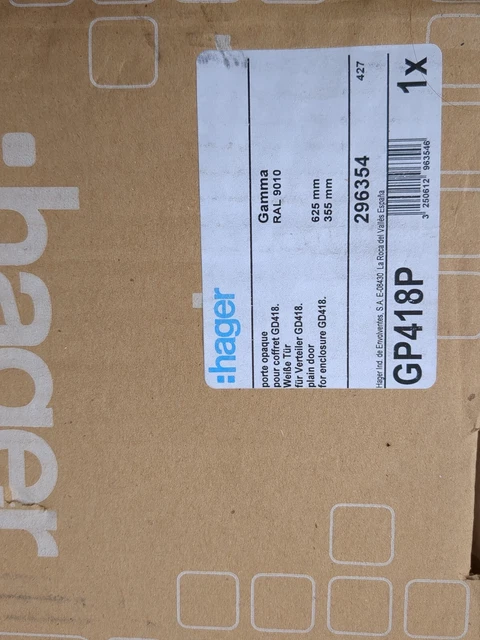 :hager
:hager
Gamma
RAL 9010
porte opaque
pour coffret GD418.
Weiße Tür
für Verteiler GD418.
plain door
for enclosure GD418.
625 mm
355 mm
296354
427
Hager Ind. de Envolventes, S.A. E-08430 La Roca del Vallés España
GP418P
1x
3 250612 963546